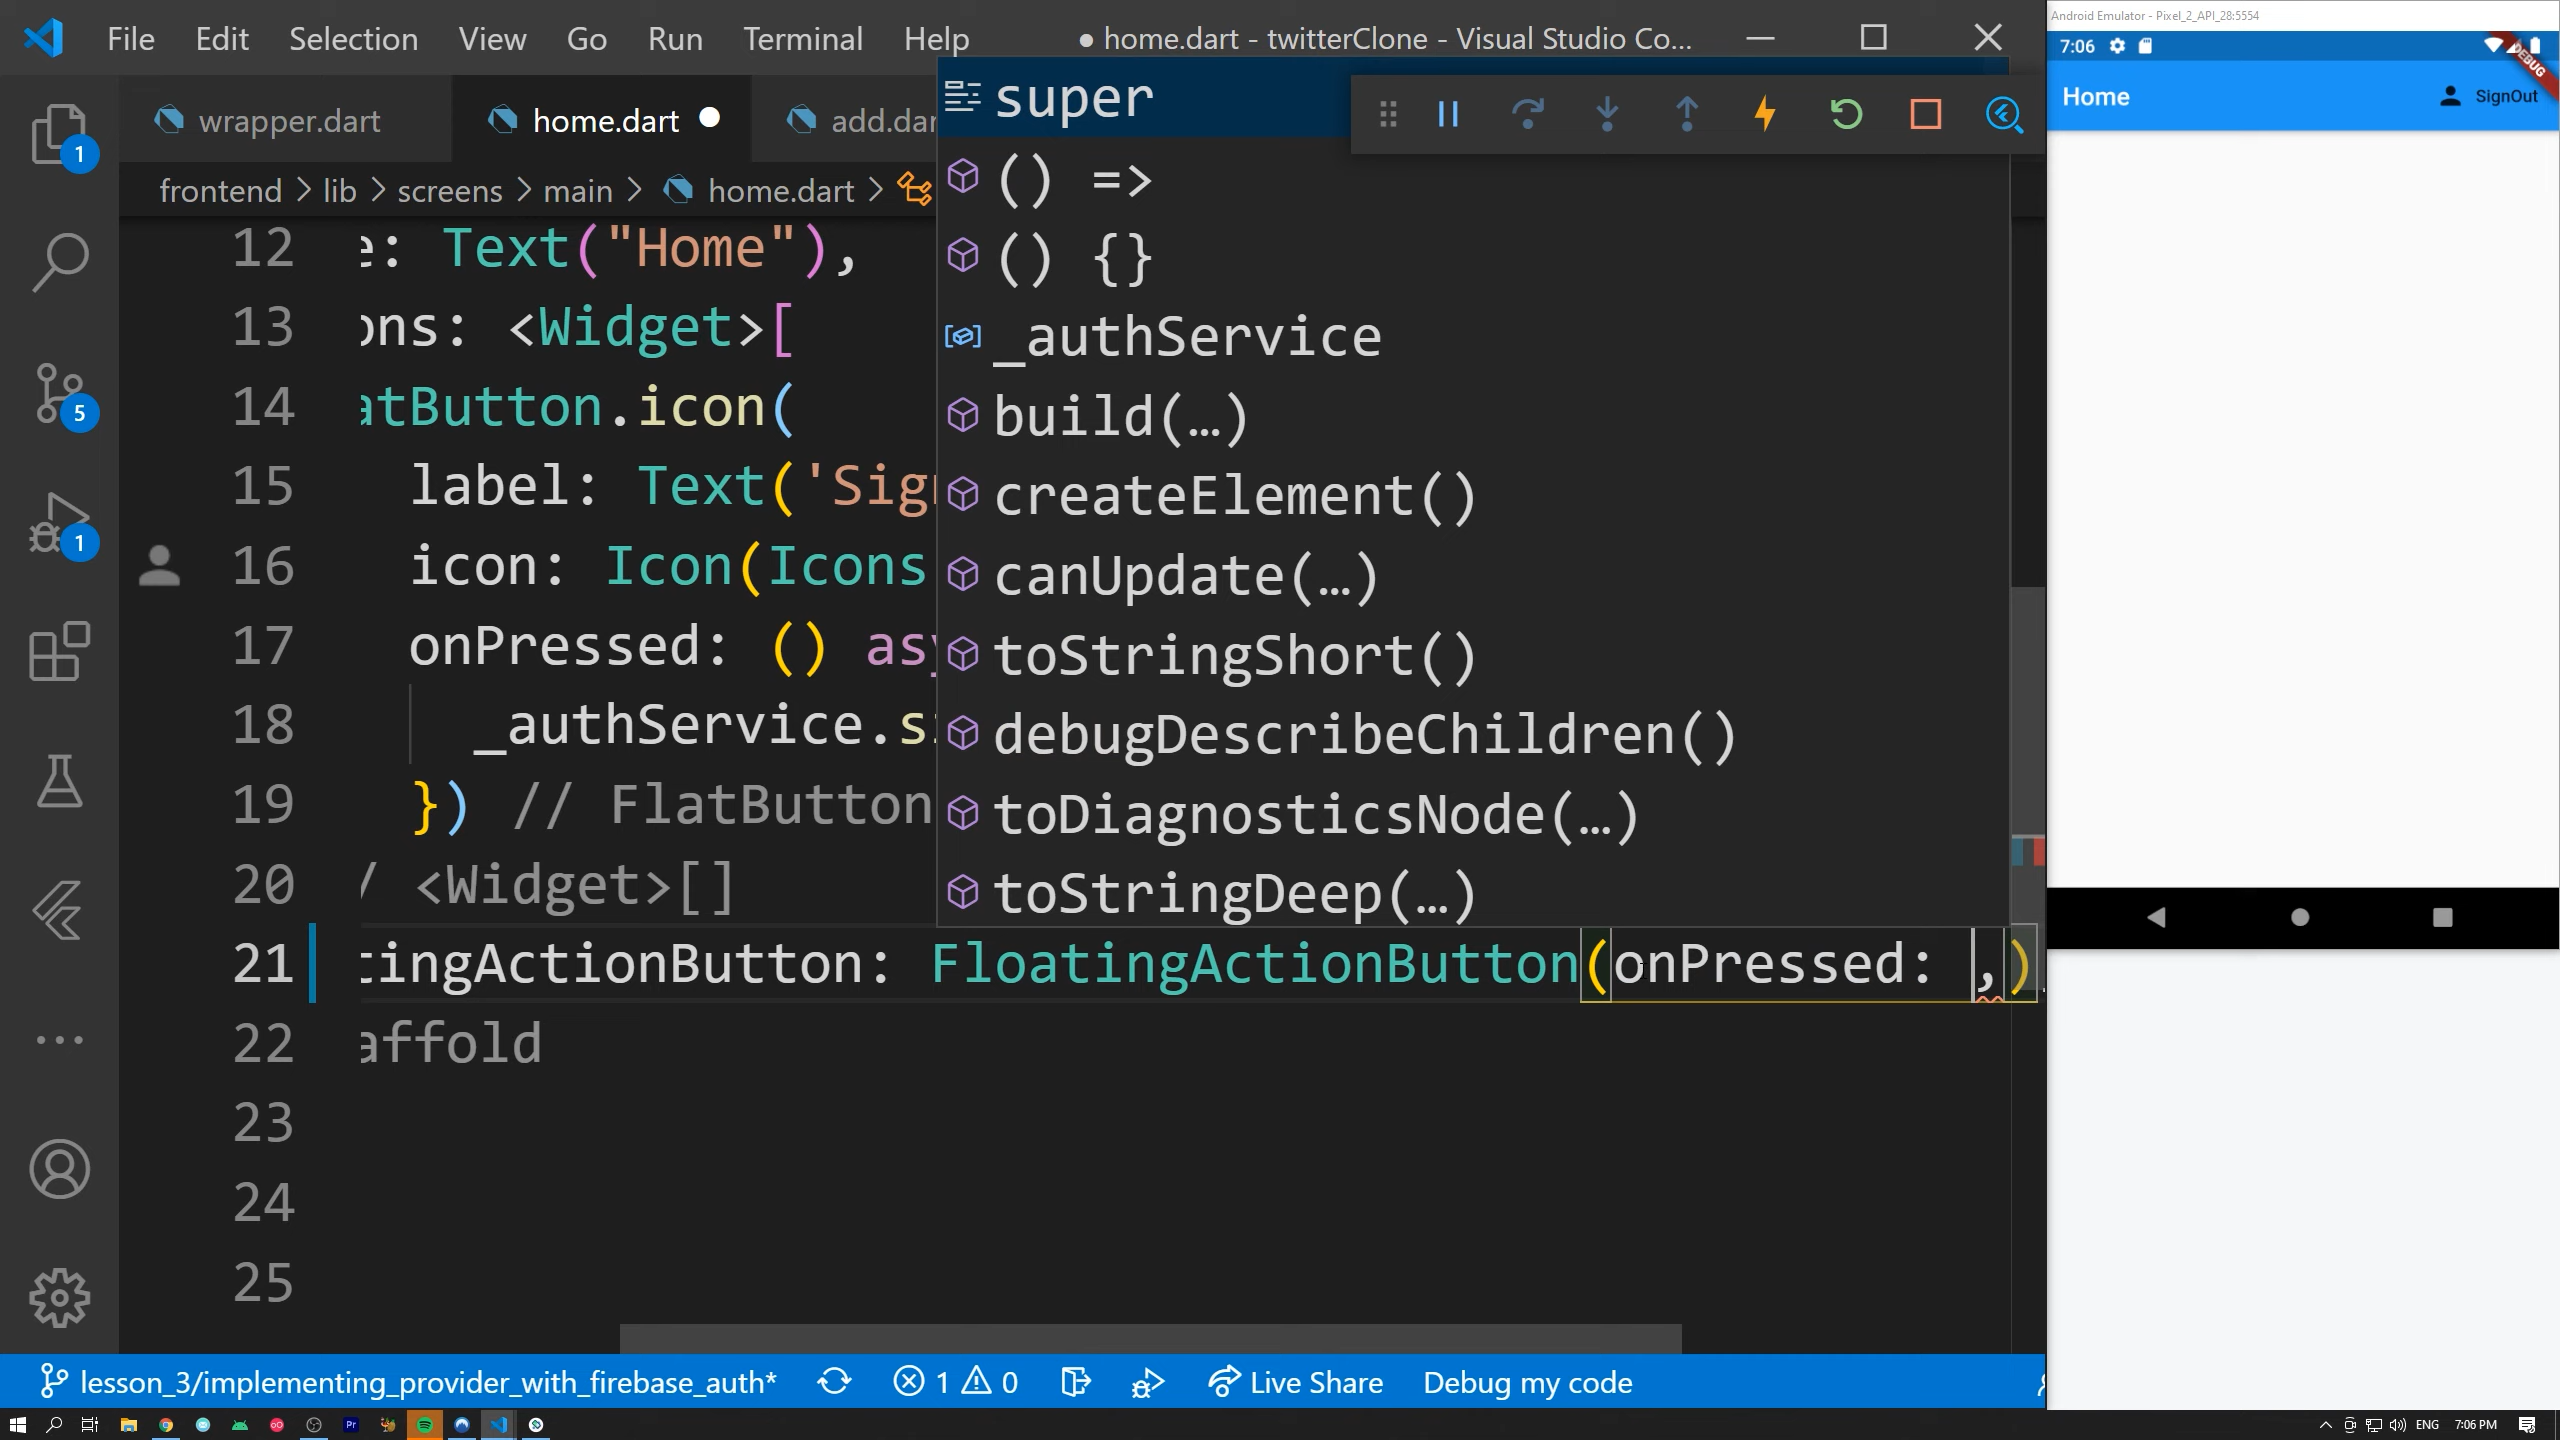 File Edit Selection View Go Run Terminal Help ● home.dart - twitterClone - Visual Studio Co...
Android Emulator - Pixel_2_API_28:5554
7:06
DEBUG
Home
SignOut
wrapper.dart
home.dart
add.dar
frontend > lib > screens > main > home.dart >
super
() =>
() {}
_authService
build(…)
createElement()
canUpdate(…)
toStringShort()
debugDescribeChildren()
toDiagnosticsNode(…)
toStringDeep(…)
12 e: Text("Home"),
13 ons: <Widget>[
14 atButton.icon(
15 label: Text('Sig
16 icon: Icon(Icons
17 onPressed: () asy
18 _authService.si
19 }) // FlatButton
20 / <Widget>[]
21 tingActionButton: FloatingActionButton(onPressed: ,)
22 affold
23
24
25
1
5
1
lesson_3/implementing_provider_with_firebase_auth* 1 0 Live Share Debug my code
ENG 7:06 PM